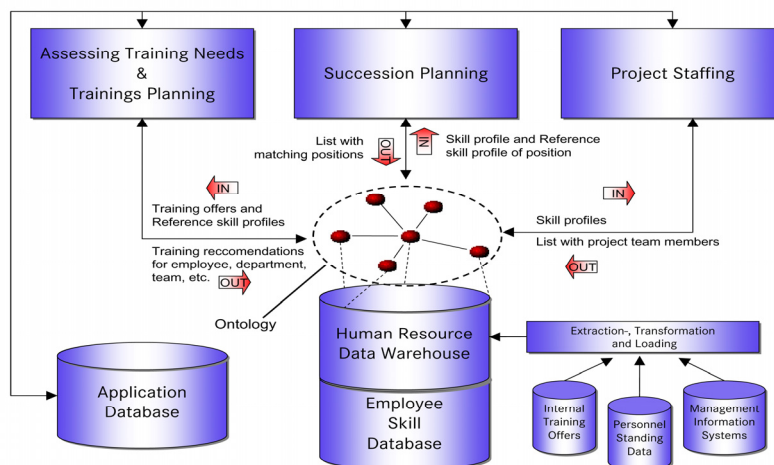 Assessing Training Needs
&
Trainings Planning
Succession Planning
Project Staffing
List with
matching positions
OUT
IN
Skill profile and Reference
skill profile of position
IN
Training offers and
Reference skill profiles
IN
Skill profiles
List with project team members
OUT
Training reccomendations
for employee, department,
team, etc.
OUT
Ontology
Human Resource
Data Warehouse
Extraction-, Transformation
and Loading
Application
Database
Employee
Skill
Database
Internal
Training
Offers
Personnel
Standing
Data
Management
Information
Systems